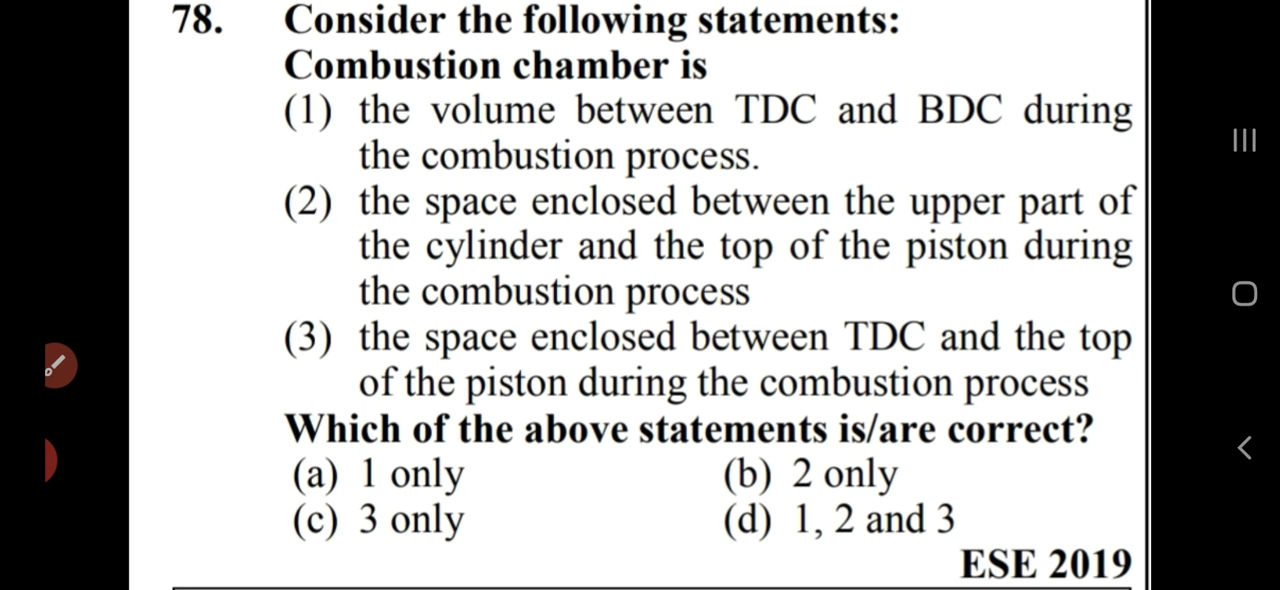 78. Consider the following statements:
Combustion chamber is
(1) the volume between TDC and BDC during
the combustion process.
(2) the space enclosed between the upper part of
the cylinder and the top of the piston during
the combustion process
(3) the space enclosed between TDC and the top
of the piston during the combustion process
Which of the above statements is/are correct?
(a) 1 only (b) 2 only
(c) 3 only (d) 1, 2 and 3
ESE 2019